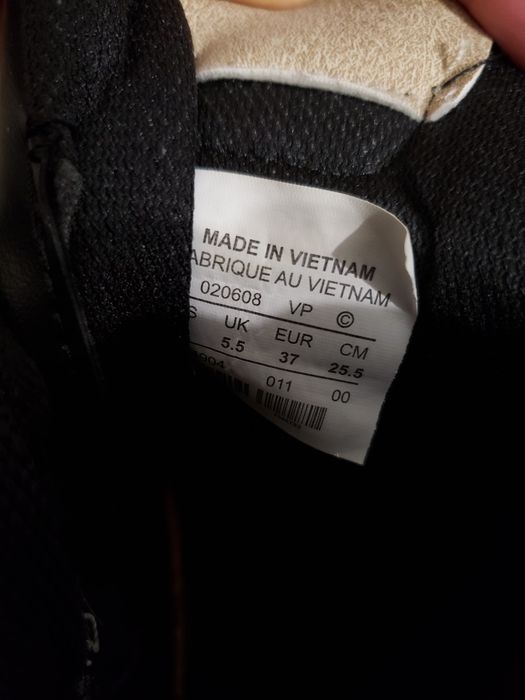 MADE IN VIETNAM
ABRIQUE AU VIETNAM
020608 VP ©
S UK EUR CM
5.5 37 25.5
011 00